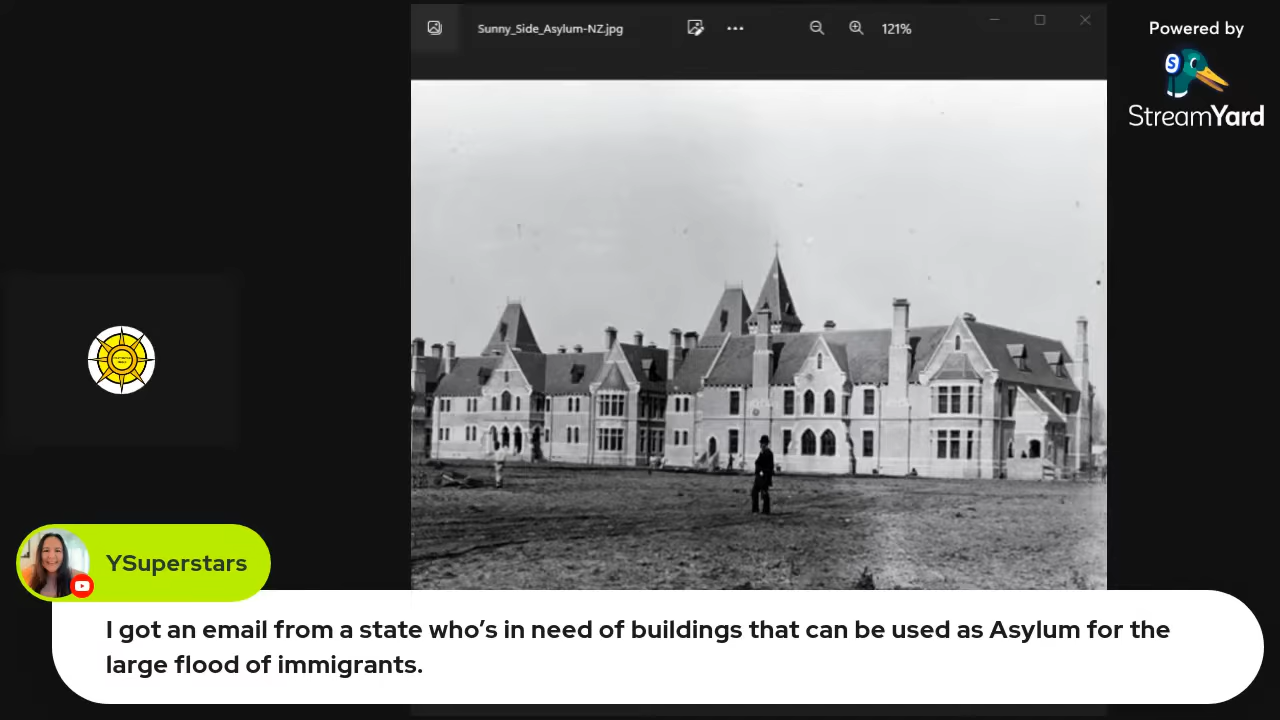 Sunny_Side_Asylum-NZ.jpg
121%
Powered by
S
StreamYard
YSuperstars
I got an email from a state who's in need of buildings that can be used as Asylum for the
large flood of immigrants.